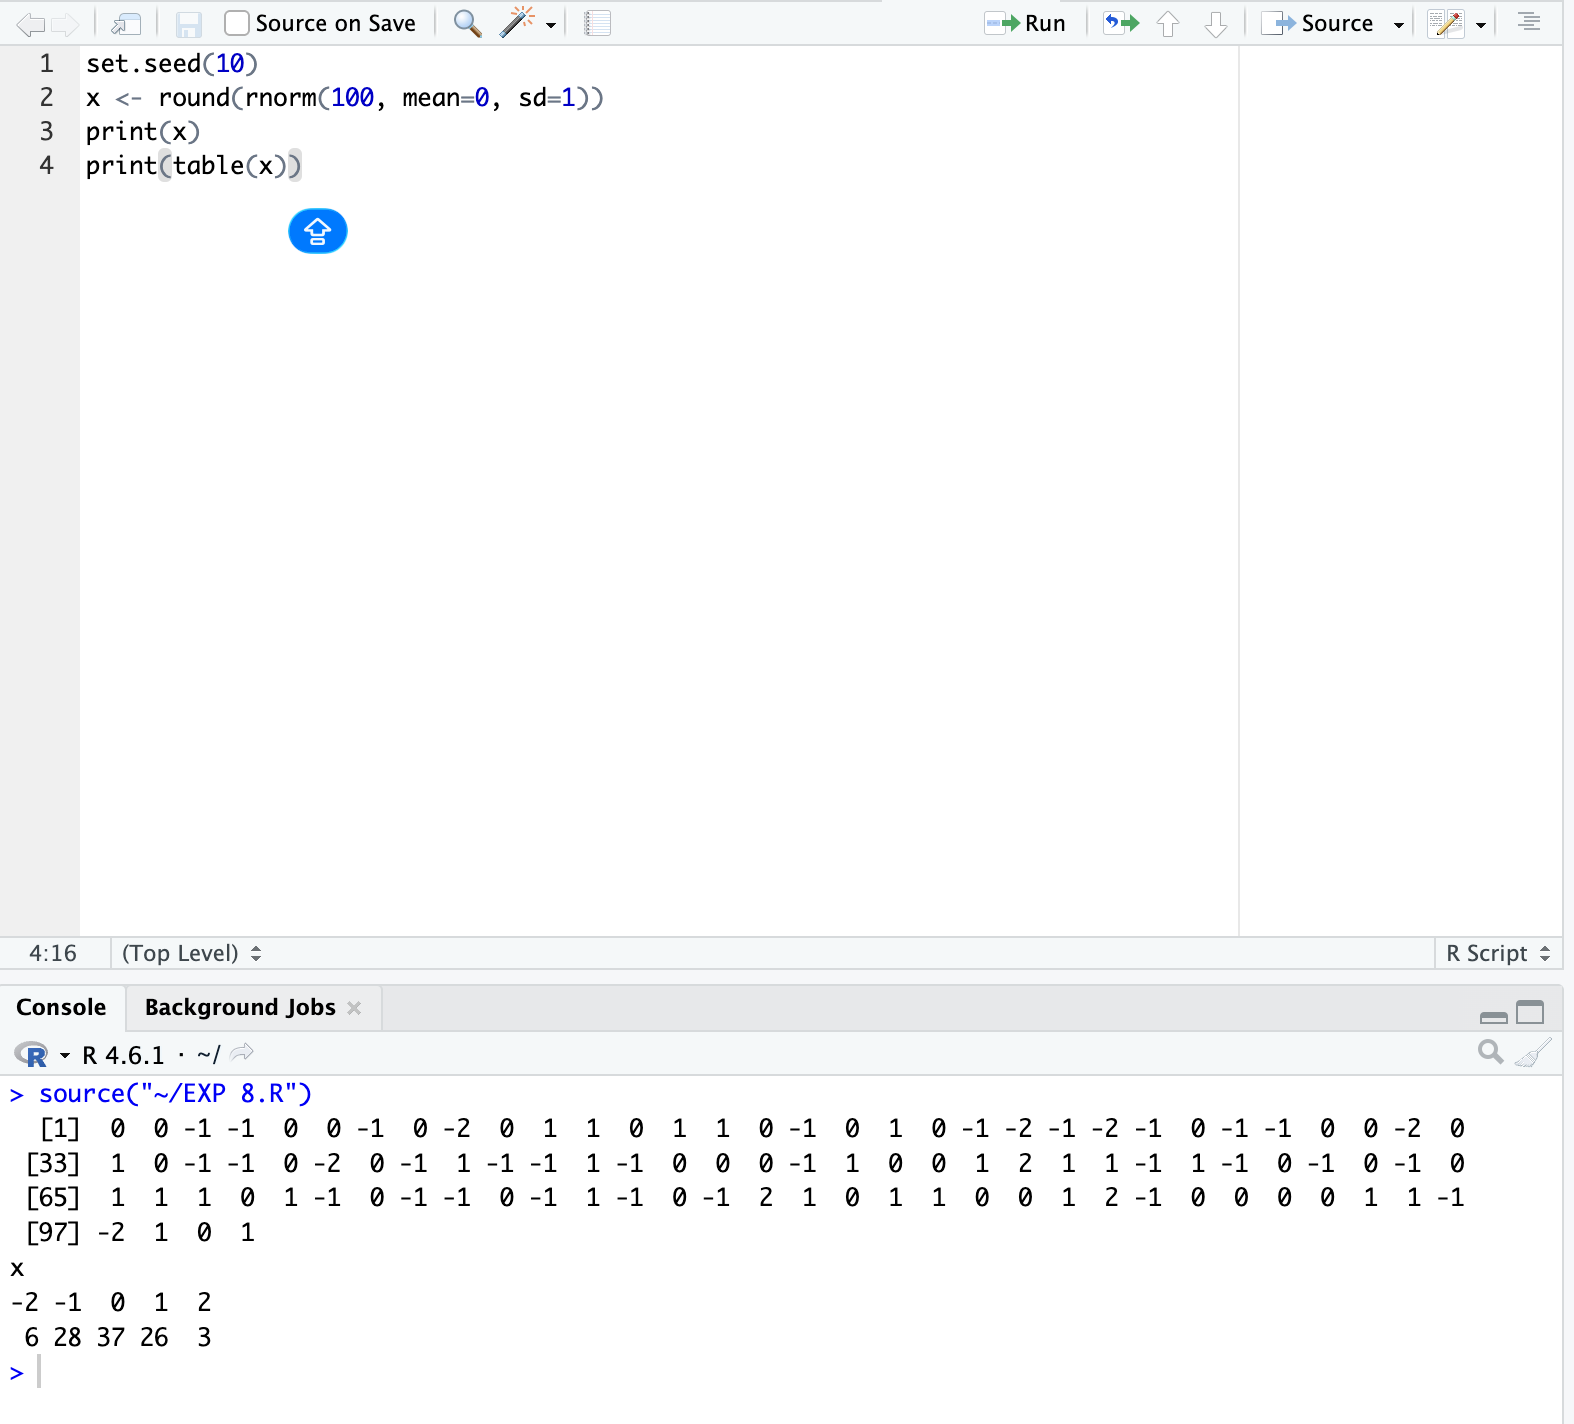 Source on Save Run Source
1 set.seed(10)
2 x <- round(rnorm(100, mean=0, sd=1))
3 print(x)
4 print(table(x))
4:16 (Top Level) R Script
Console Background Jobs
R R 4.6.1 · ~/
> source("~/EXP 8.R")
[1] 0 0 -1 -1 0 0 -1 0 -2 0 1 1 0 1 1 0 -1 0 1 0 -1 -2 -1 -2 -1 0 -1 -1 0 0 -2 0
[33] 1 0 -1 -1 0 -2 0 -1 1 -1 -1 1 -1 0 0 0 -1 1 0 0 1 2 1 1 -1 1 -1 0 -1 0 -1 0
[65] 1 1 1 0 1 -1 0 -1 -1 0 -1 1 -1 0 -1 2 1 0 1 1 0 0 1 2 -1 0 0 0 0 1 1 -1
[97] -2 1 0 1
x
-2 -1 0 1 2
6 28 37 26 3
>